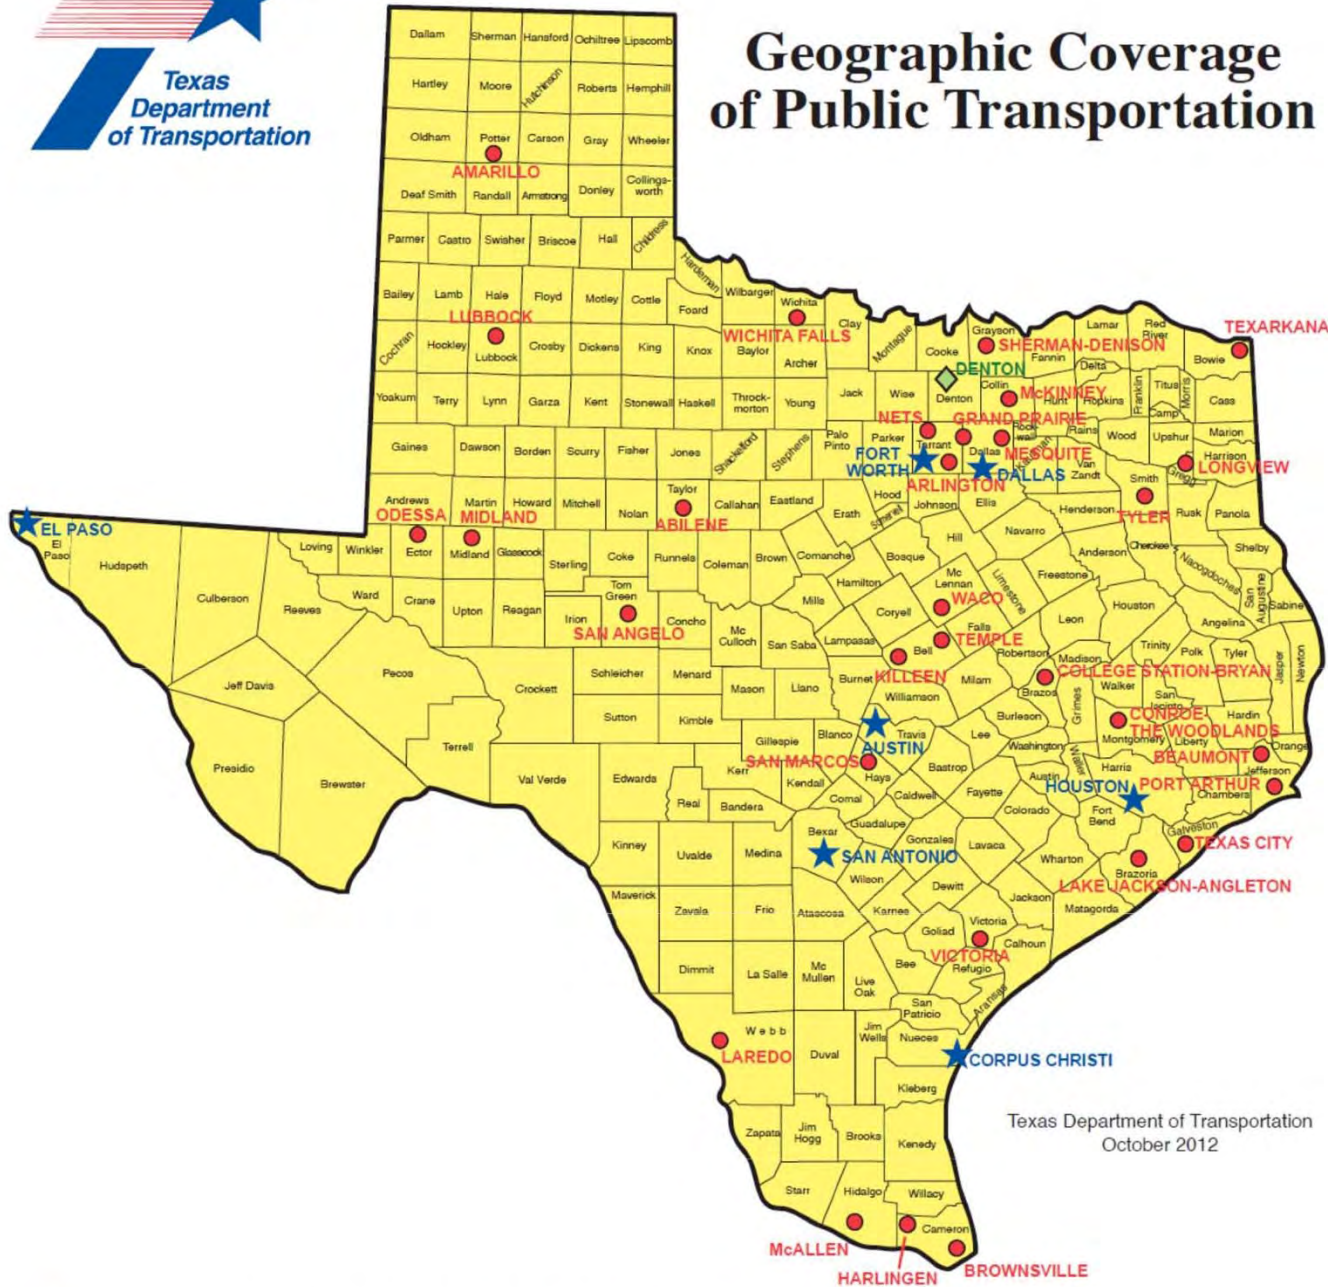 Texas
Department
of Transportation
Geographic Coverage
of Public Transportation
Dallam Sherman Hansford Ochiltree Lipscomb
Hartley Moore Hutchinson Roberts Hemphill
Oldham Potter Carson Gray Wheeler
AMARILLO
Deaf Smith Randall Armstrong Donley Collings-
worth
Parmer Castro Swisher Briscoe Hall Childress
Hardeman
Bailey Lamb Hale Floyd Motley Cottle Foard Wilbarger Wichita
LUBBOCK
WICHITA FALLS
Clay Montague Cooke Grayson Lamar Red
River
TEXARKANA
SHERMAN-DENISON
Fannin Delta Bowie
Cochran Hockley Lubbock Crosby Dickens King Knox Baylor Archer
DENTON
Denton Collin
McKINNEY
Hunt Hopkins Franklin Titus Morris Camp Cass
Yoakum Terry Lynn Garza Kent Stonewall Haskell Throck-
morton Young Jack Wise
NETS
GRAND PRAIRIE
Rock-
wall Rains Wood Upshur Marion
Harrison
Gaines Dawson Borden Scurry Fisher Jones Shackelford Stephens Palo
Pinto Parker Tarrant Dallas Kaufman
MESQUITE
FORT
WORTH
DALLAS
ARLINGTON
Van
Zandt Smith Gregg
LONGVIEW
TYLER
Andrews Martin Howard Mitchell Nolan Taylor Callahan Eastland Erath Hood Somervell Johnson Ellis Henderson Rusk Panola
ODESSA
MIDLAND
ABILENE
EL PASO
El
Paso Hudspeth Culberson Reeves Loving Winkler Ector Midland Glasscock Sterling Coke Runnels Coleman Brown Comanche Bosque Hill Navarro Anderson Cherokee Nacogdoches Shelby
Ward Crane Upton Reagan Irion Tom
Green Concho
SAN ANGELO
Mills Hamilton Coryell Mc
Lennan Limestone Freestone Houston San
Augustine Sabine
WACO
Mc
Culloch San Saba Lampasas Bell Falls Leon Angelina
TEMPLE
KILLEEN
Robertson Madison Trinity Polk Tyler Jasper Newton
COLLEGE STATION-BRYAN
Jeff Davis Pecos Crockett Schleicher Menard Mason Llano Burnet Williamson Milam Brazos Grimes Walker San
Jacinto Hardin
CONROE-
THE WOODLANDS
Montgomery Liberty Orange
BEAUMONT
Presidio Brewster Terrell Val Verde Sutton Kimble Gillespie Blanco Travis Lee Burleson Washington Waller Harris Jefferson
AUSTIN
SAN MARCOS
HOUSTON
PORT ARTHUR
Edwards Real Kerr Kendall Bandera Hays Comal Caldwell Bastrop Fayette Austin Colorado Fort
Bend Chambers Galveston
TEXAS CITY
Kinney Uvalde Medina Bexar Guadalupe Gonzales Lavaca Wharton Brazoria
SAN ANTONIO
LAKE JACKSON-ANGLETON
Maverick Zavala Frio Atascosa Wilson Karnes Dewitt Jackson Matagorda
Goliad Victoria Calhoun
VICTORIA
Dimmit La Salle Mc
Mullen Live
Oak Bee Refugio Aransas
San
Patricio
Webb Duval Jim
Wells Nueces
LAREDO
CORPUS CHRISTI
Kleberg
Zapata Jim
Hogg Brooks Kenedy
Texas Department of Transportation
October 2012
Starr Hidalgo Willacy
Cameron
McALLEN
HARLINGEN
BROWNSVILLE